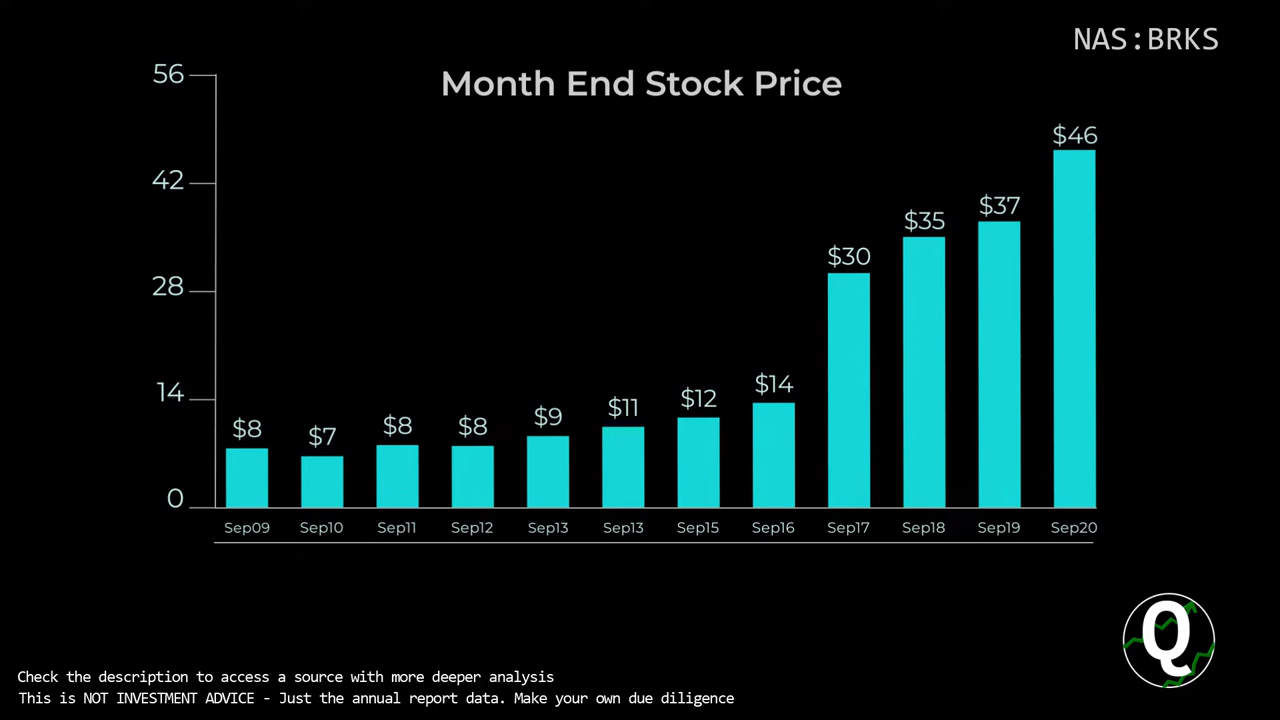 NAS:BRKS
Month End Stock Price
56
42
28
14
0
$8
$7
$8
$8
$9
$11
$12
$14
$30
$35
$37
$46
Sep09 Sep10 Sep11 Sep12 Sep13 Sep13 Sep15 Sep16 Sep17 Sep18 Sep19 Sep20
Q
Check the description to access a source with more deeper analysis
This is NOT INVESTMENT ADVICE - Just the annual report data. Make your own due diligence